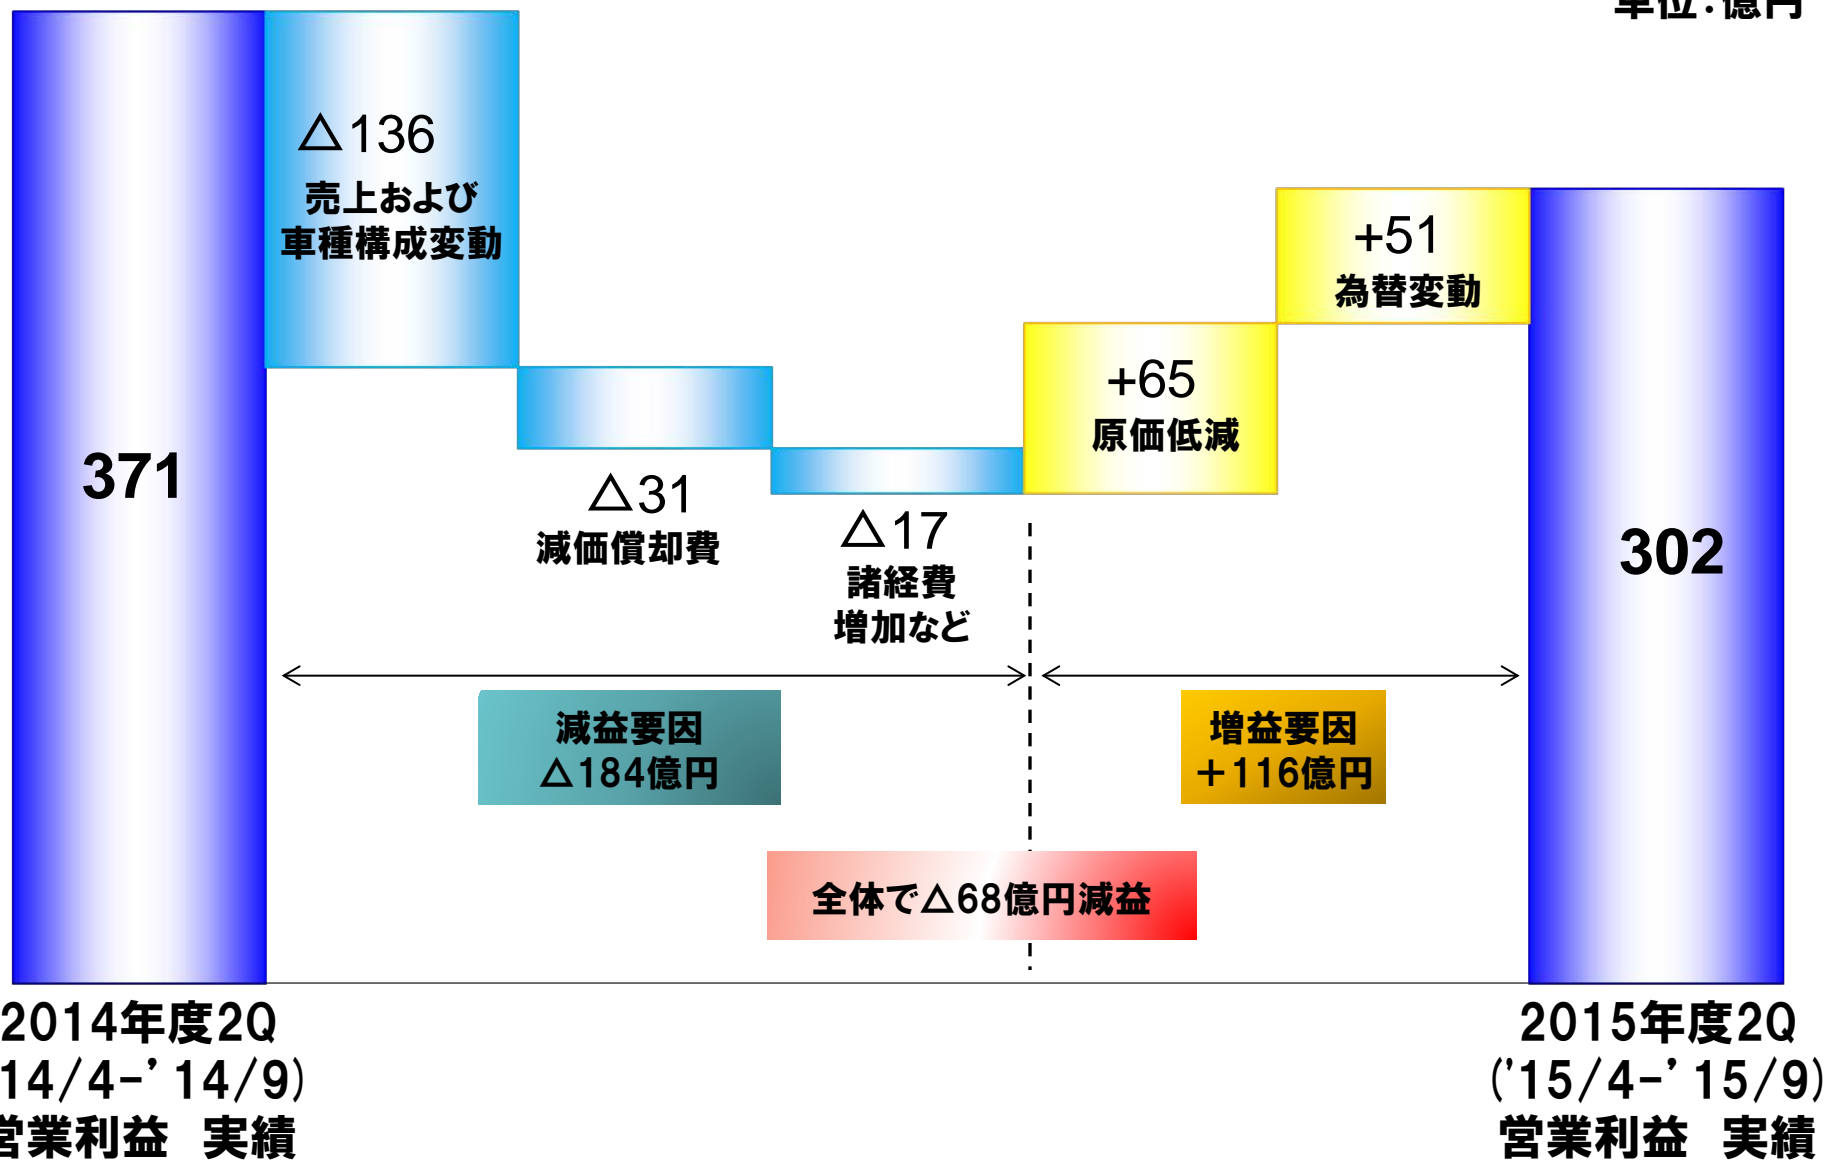 単位：億円
△136
売上および
車種構成変動
371
△31
減価償却費
△17
諸経費
増加など
+65
原価低減
+51
為替変動
302
減益要因
△184億円
増益要因
＋116億円
全体で△68億円減益
2014年度2Q
14/4-’14/9)
営業利益　実績
2015年度2Q
('15/4-’15/9)
営業利益　実績